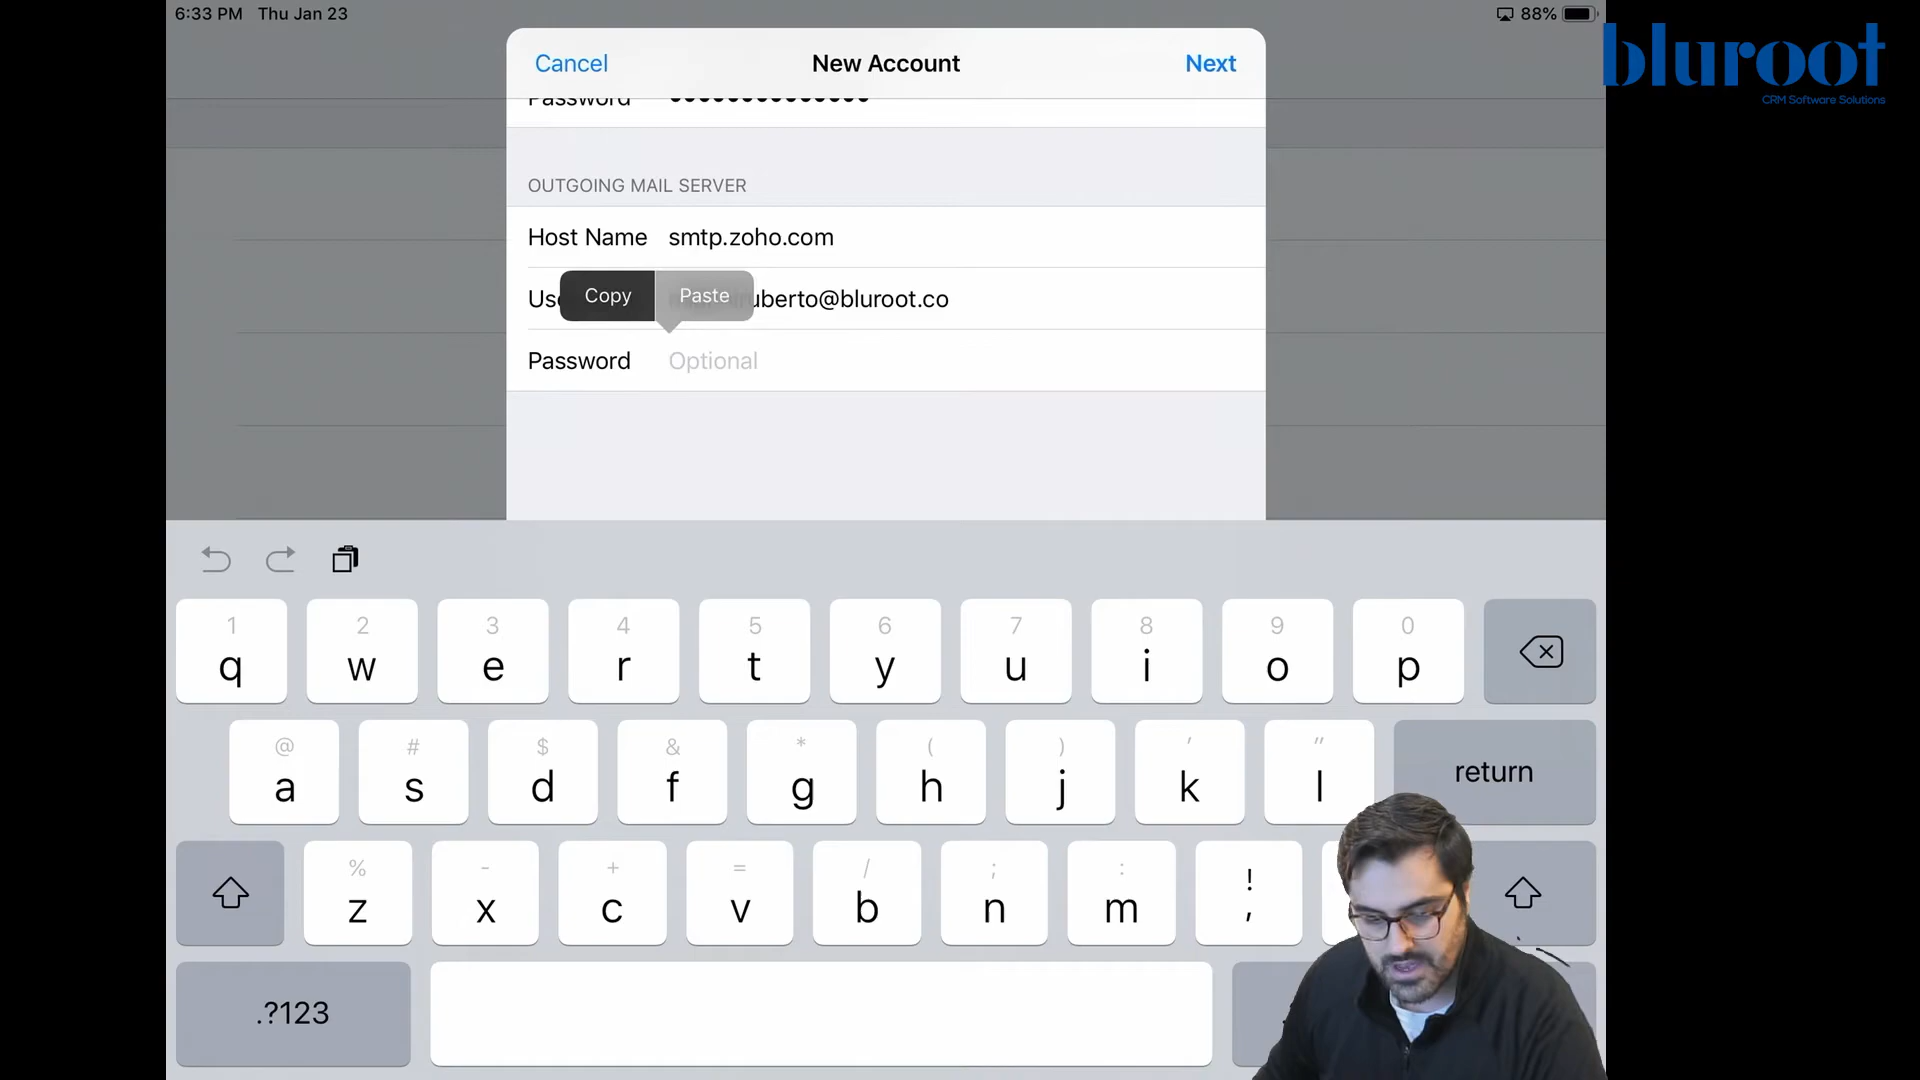 6:33 PM Thu Jan 23
88%
bluroot
CRM Software Solutions
Cancel
New Account
Next
Password
OUTGOING MAIL SERVER
Host Name smtp.zoho.com
Copy Paste
uberto@bluroot.co
Password Optional
1 2 3 4 5 6 7 8 9 0
q w e r t y u i o p
@ # $ & * ( ) ' "
a s d f g h j k l return
% - + = / ; : !
z x c v b n m ,
.?123